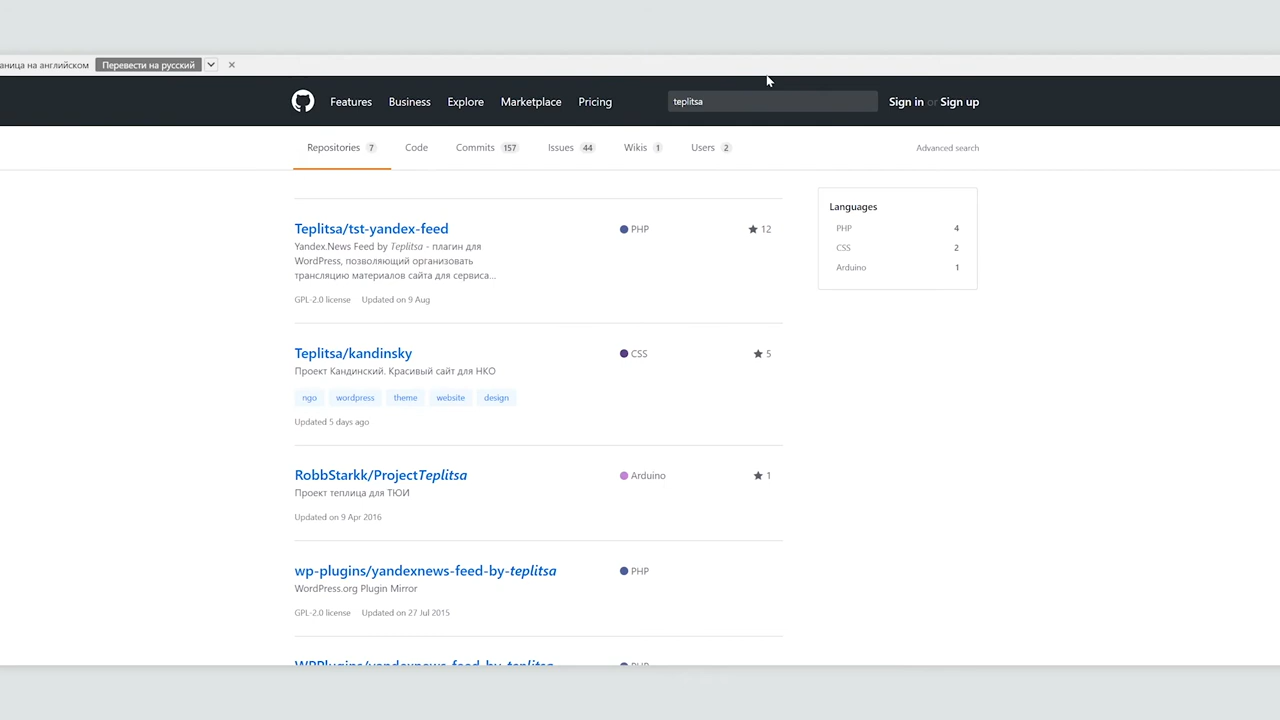 аница на английском Перевести на русский
Features Business Explore Marketplace Pricing teplitsa Sign in or Sign up
Repositories 7 Code Commits 157 Issues 44 Wikis 1 Users 2 Advanced search
Languages
PHP 4
CSS 2
Arduino 1
Teplitsa/tst-yandex-feed PHP 12
Yandex.News Feed by Teplitsa - плагин для
WordPress, позволяющий организовать
трансляцию материалов сайта для сервиса...
GPL-2.0 license Updated on 9 Aug
Teplitsa/kandinsky CSS 5
Проект Кандинский. Красивый сайт для НКО
ngo wordpress theme website design
Updated 5 days ago
RobbStarkk/ProjectTeplitsa Arduino 1
Проект теплица для ТЮИ
Updated on 9 Apr 2016
wp-plugins/yandexnews-feed-by-teplitsa PHP
WordPress.org Plugin Mirror
GPL-2.0 license Updated on 27 Jul 2015
WPPlugins/yandexnews-feed-by-teplitsa PHP